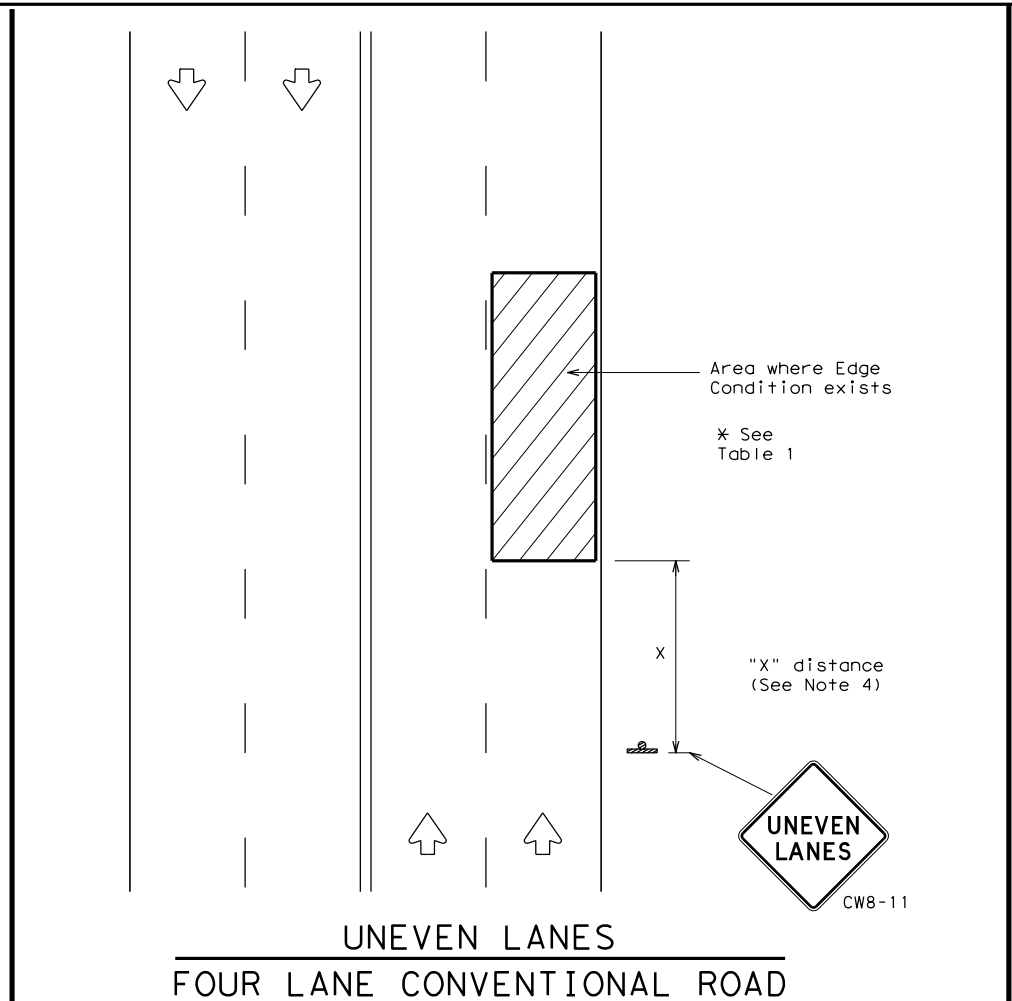 Area where Edge
Condition exists
* See
Table 1
X
"X" distance
(See Note 4)
UNEVEN
LANES
CW8-11
UNEVEN LANES
FOUR LANE CONVENTIONAL ROAD